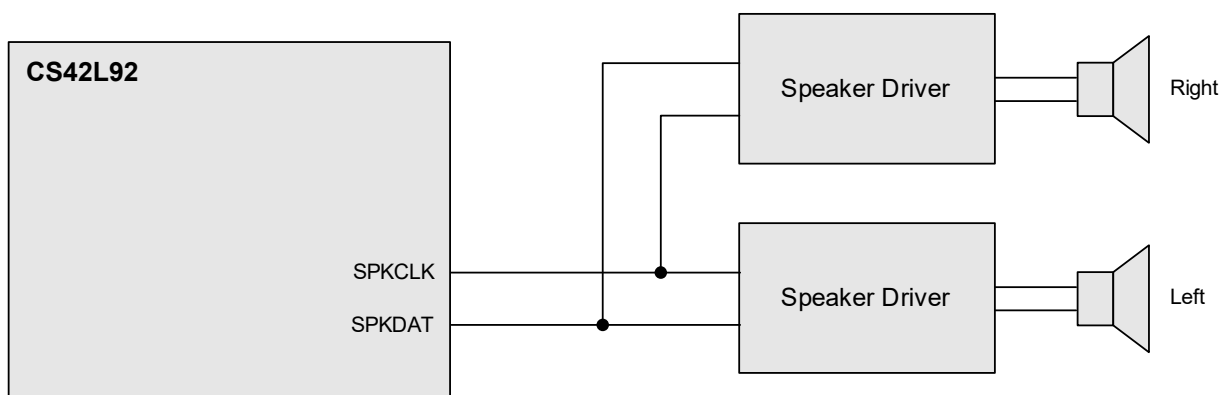 CS42L92
Speaker Driver
Right
SPKCLK
SPKDAT
Speaker Driver
Left